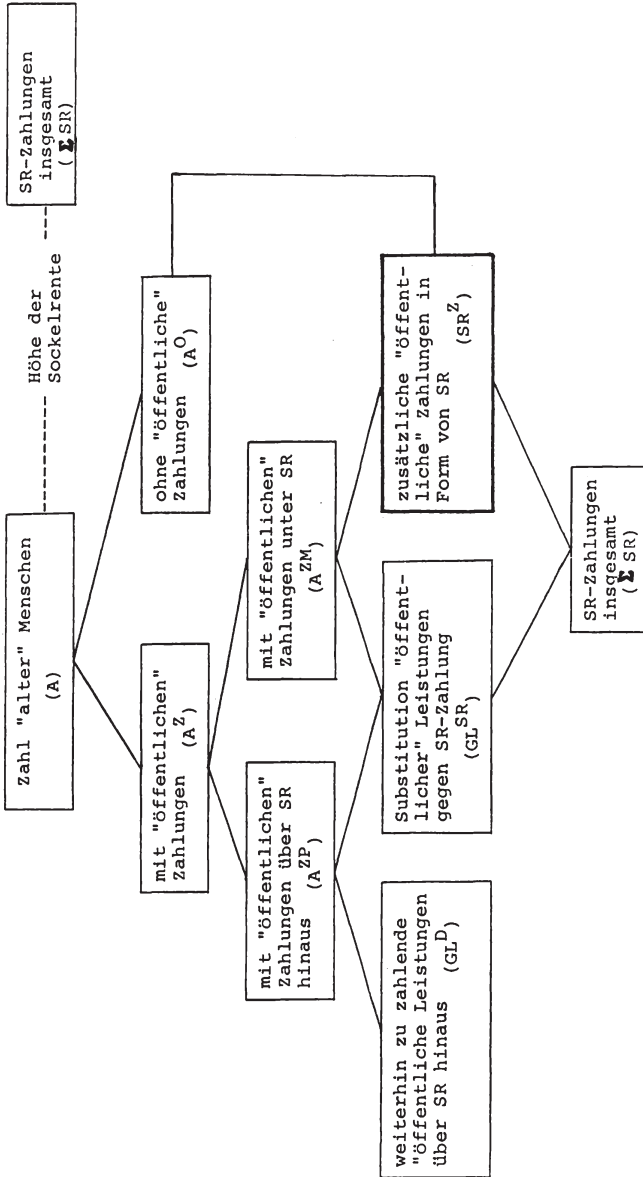 Zahl "alter" Menschen
(A)
Höhe der
Sockelrente
SR-Zahlungen
insgesamt
(Σ SR)
mit "öffentlichen"
Zahlungen (A^Z)
ohne "öffentliche"
Zahlungen (A^O)
mit "öffentlichen"
Zahlungen über SR
hinaus (A^ZP)
mit "öffentlichen"
Zahlungen unter SR
(A^ZM)
weiterhin zu zahlende
"öffentliche Leistungen
über SR hinaus (GL^D)
Substitution "öffent-
licher" Leistungen
gegen SR-Zahlung
(GL^SR)
zusätzliche "öffent-
liche" Zahlungen in
Form von SR
(SR^Z)
SR-Zahlungen
insgesamt
(Σ SR)